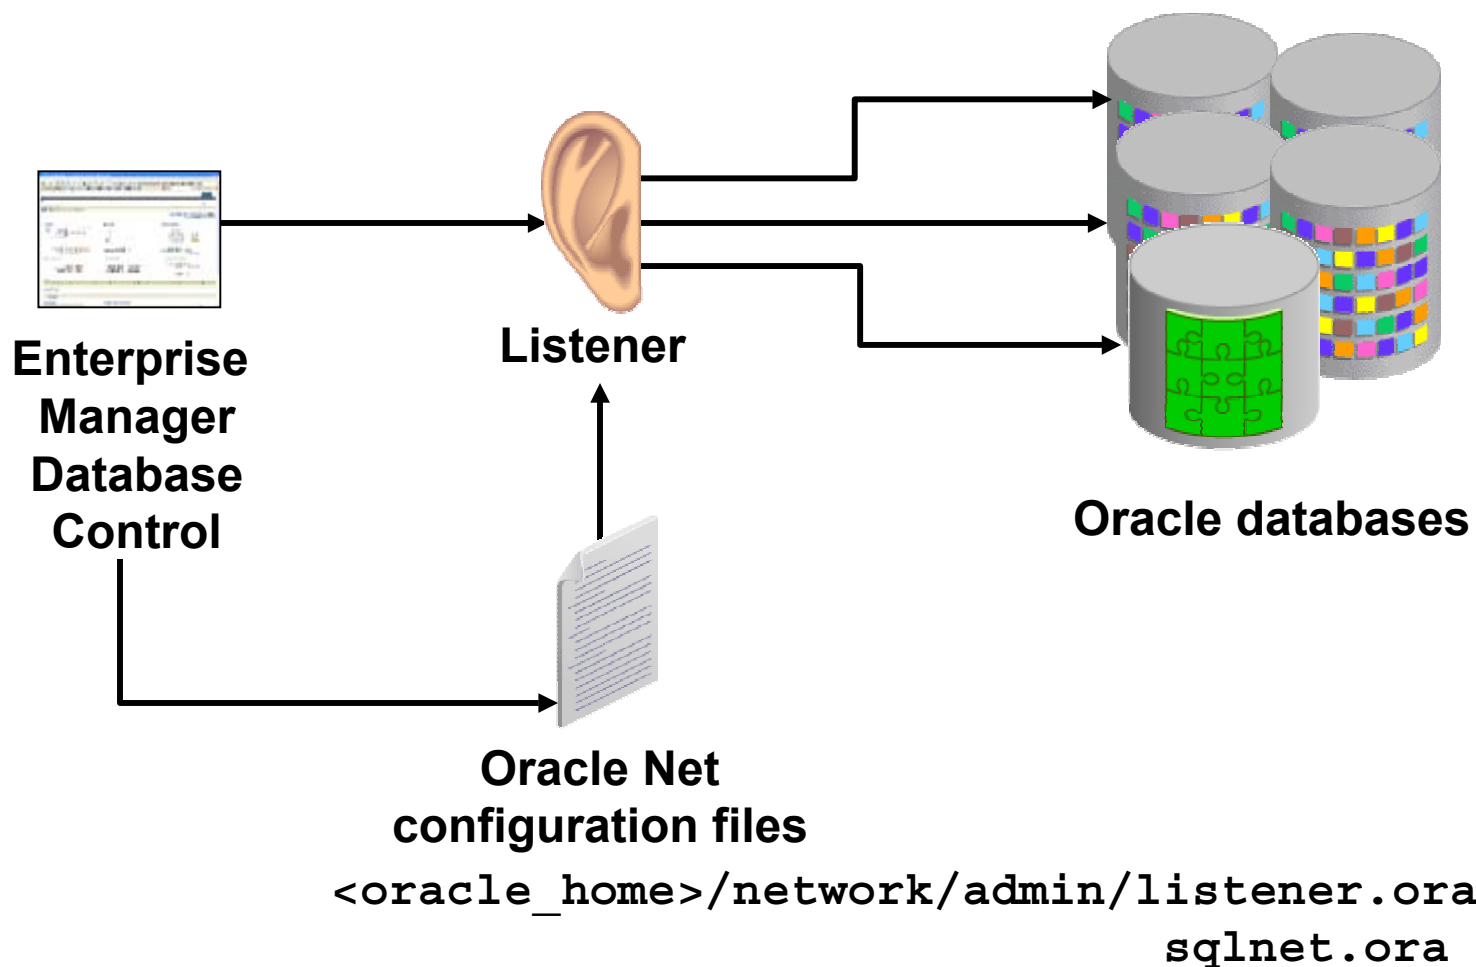 Enterprise
Manager
Database
Control
Listener
Oracle databases
Oracle Net
configuration files
<oracle_home>/network/admin/listener.ora
sqlnet.ora